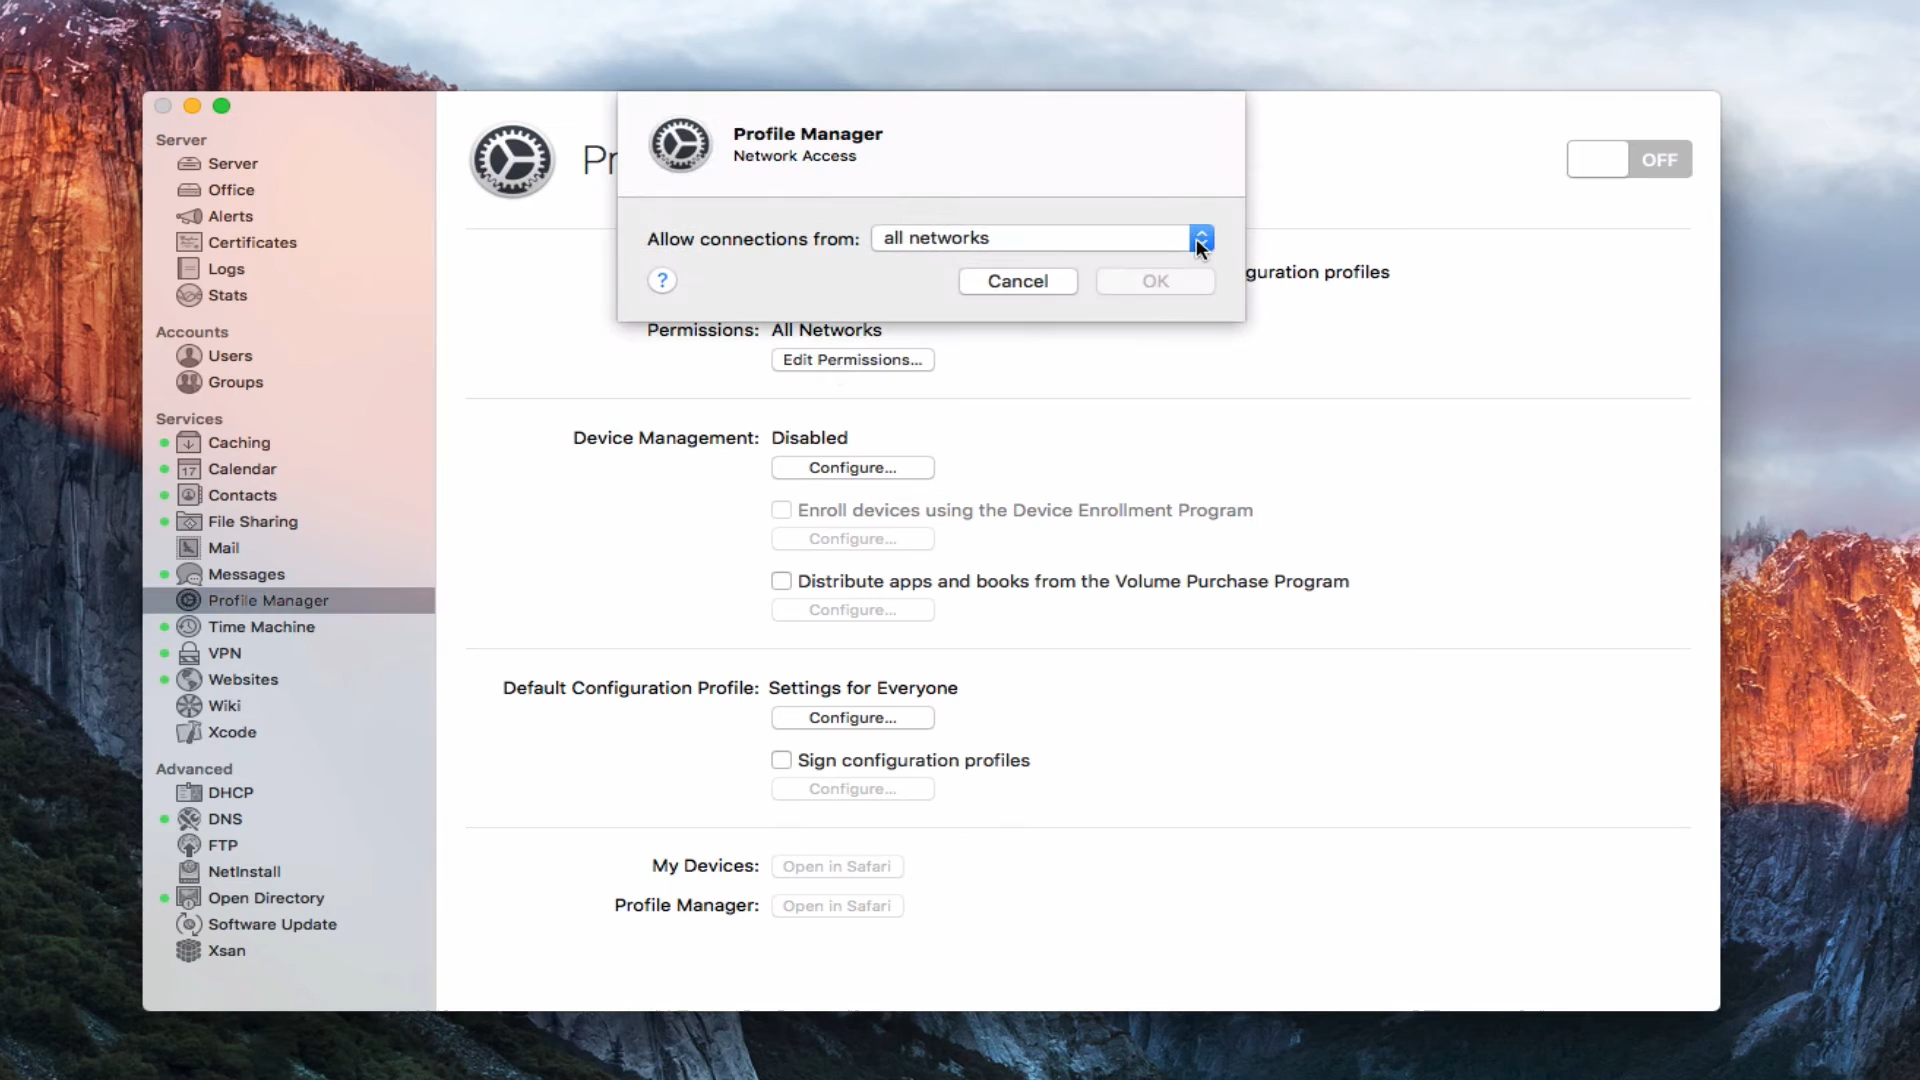 Server
Server
Office
Alerts
Certificates
Logs
Stats
Accounts
Users
Groups
Services
Caching
17 Calendar
Contacts
File Sharing
Mail
Messages
Profile Manager
Time Machine
VPN
Websites
Wiki
Xcode
Advanced
DHCP
DNS
FTP
NetInstall
Open Directory
Software Update
Xsan
Pr
OFF
Profile Manager
Network Access
Allow connections from: all networks
? Cancel OK
guration profiles
Permissions: All Networks
Edit Permissions...
Device Management: Disabled
Configure...
Enroll devices using the Device Enrollment Program
Configure...
Distribute apps and books from the Volume Purchase Program
Configure...
Default Configuration Profile: Settings for Everyone
Configure...
Sign configuration profiles
Configure...
My Devices: Open in Safari
Profile Manager: Open in Safari